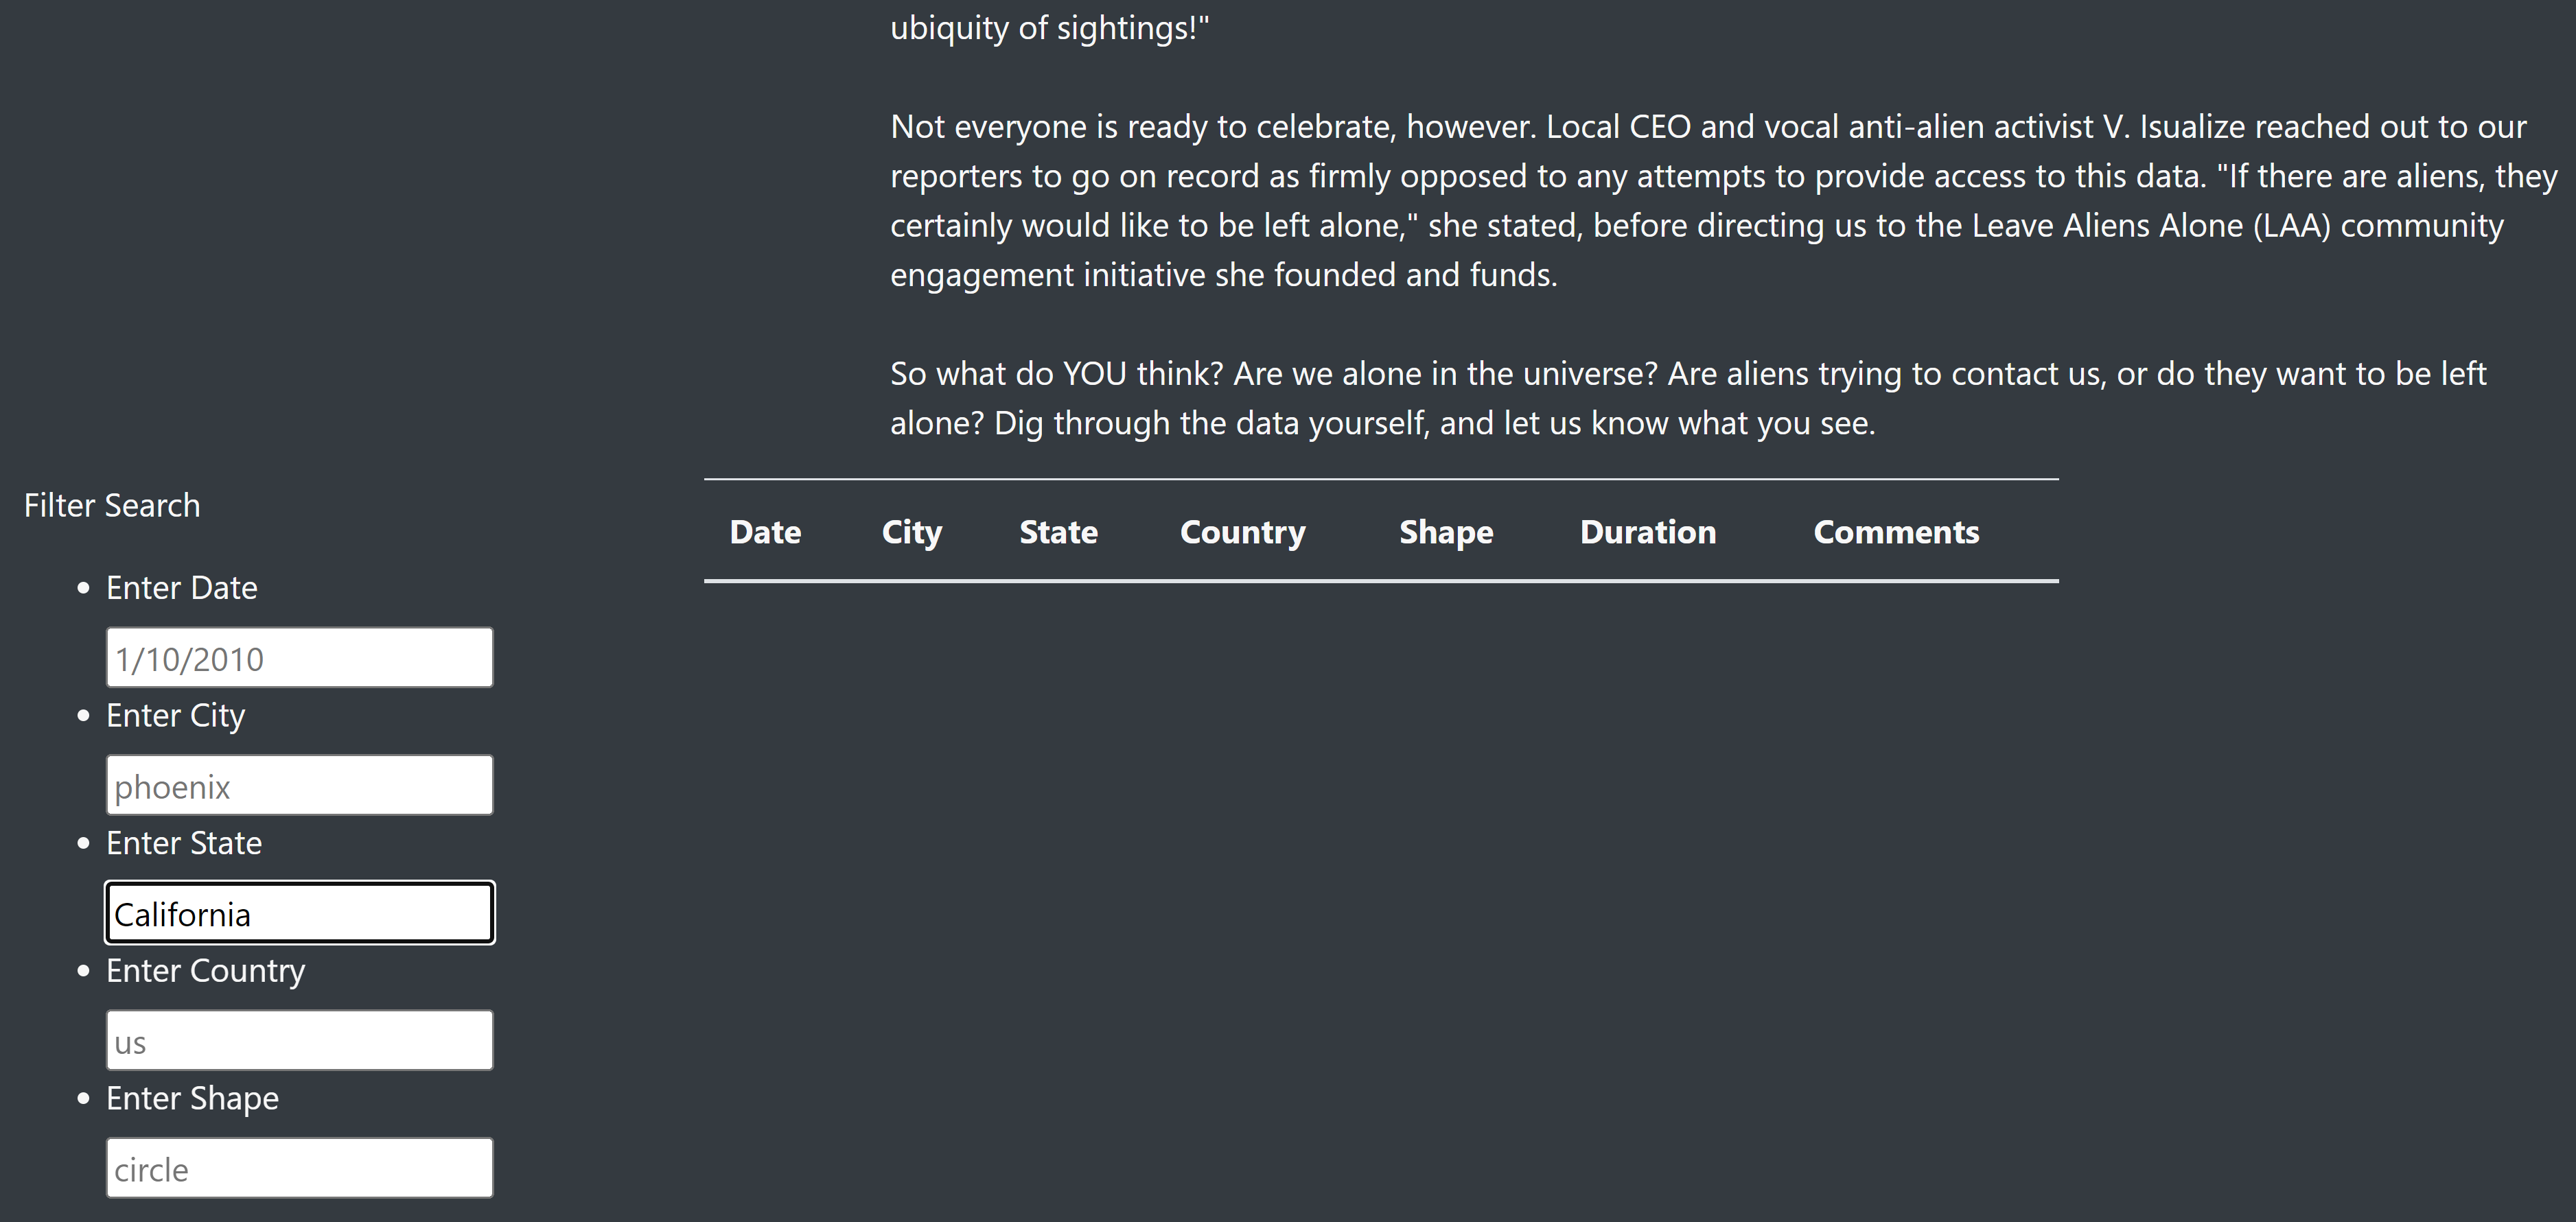 ubiquity of sightings!"
Not everyone is ready to celebrate, however. Local CEO and vocal anti-alien activist V. Isualize reached out to our
reporters to go on record as firmly opposed to any attempts to provide access to this data. "If there are aliens, they
certainly would like to be left alone," she stated, before directing us to the Leave Aliens Alone (LAA) community
engagement initiative she founded and funds.
So what do YOU think? Are we alone in the universe? Are aliens trying to contact us, or do they want to be left
alone? Dig through the data yourself, and let us know what you see.
Filter Search
Enter Date
1/10/2010
Enter City
phoenix
Enter State
California
Enter Country
us
Enter Shape
circle
Date City State Country Shape Duration Comments